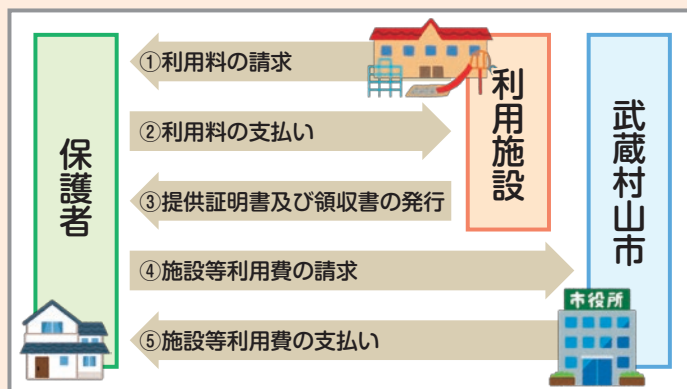 保護者
①利用料の請求
②利用料の支払い
③提供証明書及び領収書の発行
④施設等利用費の請求
⑤施設等利用費の支払い
利用施設
武蔵村山市
市役所